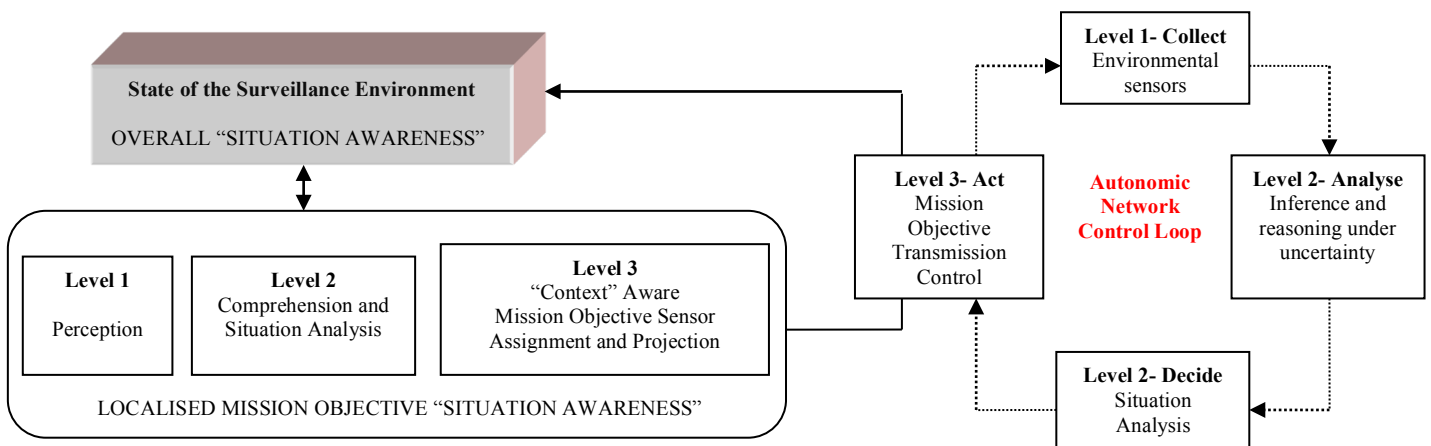 State of the Surveillance Environment
OVERALL “SITUATION AWARENESS”
Level 1
Perception
Level 2
Comprehension and
Situation Analysis
Level 3
“Context” Aware
Mission Objective Sensor
Assignment and Projection
LOCALISED MISSION OBJECTIVE “SITUATION AWARENESS”
Level 1- Collect
Environmental
sensors
Level 2- Analyse
Inference and
reasoning under
uncertainty
Level 2- Decide
Situation
Analysis
Level 3- Act
Mission
Objective
Transmission
Control
Autonomic
Network
Control Loop